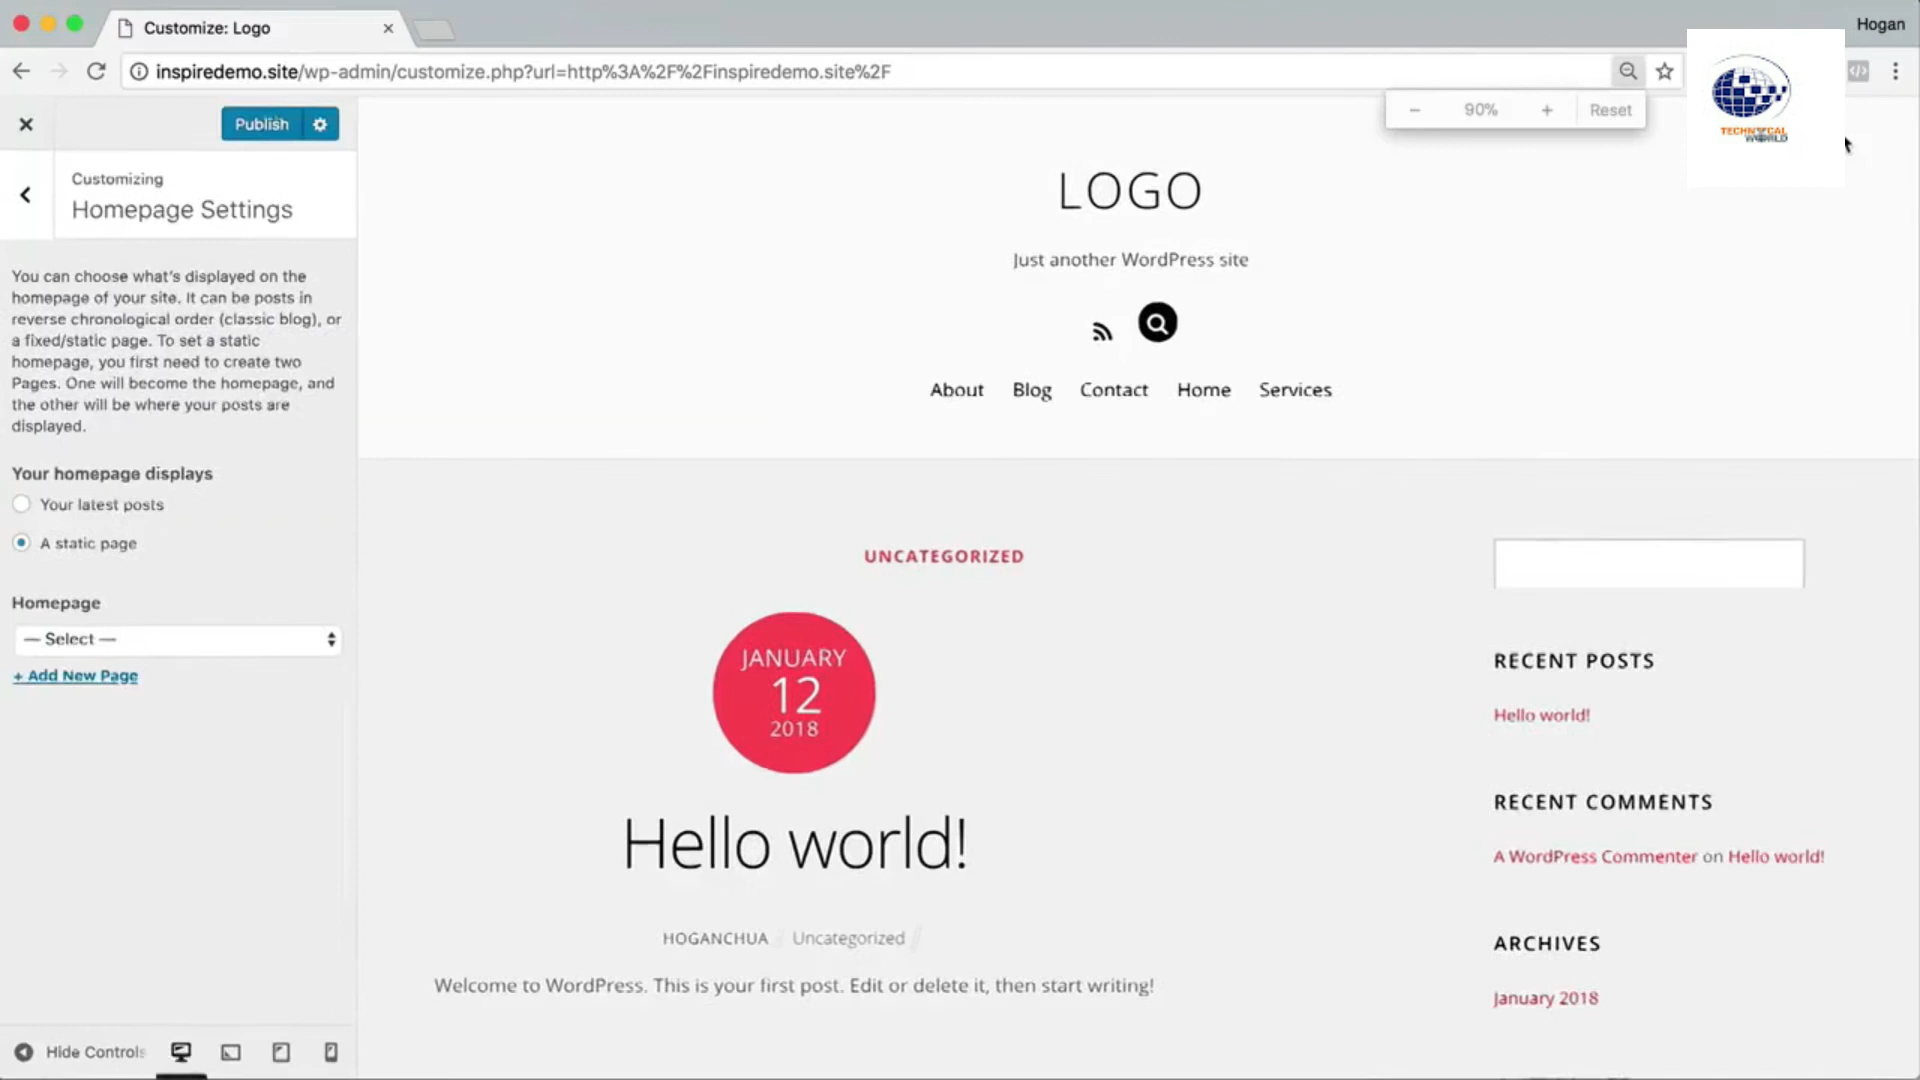 Customize: Logo
Hogan
inspiredemo.site/wp-admin/customize.php?url=http%3A%2F%2Finspiredemo.site%2F
90%
Reset
TECHNYCAL
WORLD
Publish
Customizing
Homepage Settings
You can choose what's displayed on the
homepage of your site. It can be posts in
reverse chronological order (classic blog), or
a fixed/static page. To set a static
homepage, you first need to create two
Pages. One will become the homepage, and
the other will be where your posts are
displayed.
Your homepage displays
Your latest posts
A static page
Homepage
— Select —
+ Add New Page
Hide Controls
LOGO
Just another WordPress site
About Blog Contact Home Services
UNCATEGORIZED
JANUARY
12
2018
Hello world!
HOGANCHUA / Uncategorized /
Welcome to WordPress. This is your first post. Edit or delete it, then start writing!
RECENT POSTS
Hello world!
RECENT COMMENTS
A WordPress Commenter on Hello world!
ARCHIVES
January 2018